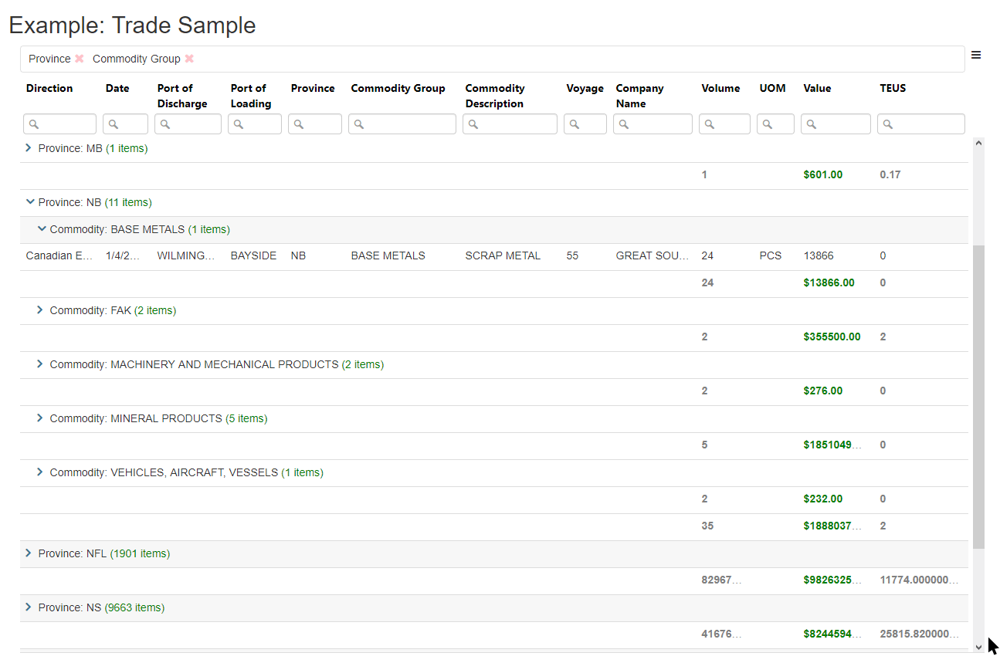 Example: Trade Sample
Province Commodity Group
Direction Date Port of Discharge Port of Loading Province Commodity Group Commodity Description Voyage Company Name Volume UOM Value TEUS
Province: MB (1 items)
1 $601.00 0.17
Province: NB (11 items)
Commodity: BASE METALS (1 items)
Canadian E... 1/4/2... WILMING... BAYSIDE NB BASE METALS SCRAP METAL 55 GREAT SOU... 24 PCS 13866 0
24 $13866.00 0
Commodity: FAK (2 items)
2 $355500.00 2
Commodity: MACHINERY AND MECHANICAL PRODUCTS (2 items)
2 $276.00 0
Commodity: MINERAL PRODUCTS (5 items)
5 $1851049... 0
Commodity: VEHICLES, AIRCRAFT, VESSELS (1 items)
2 $232.00 0
35 $1888037... 2
Province: NFL (1901 items)
82967... $9826325... 11774.000000...
Province: NS (9663 items)
41676... $8244594... 25815.820000...